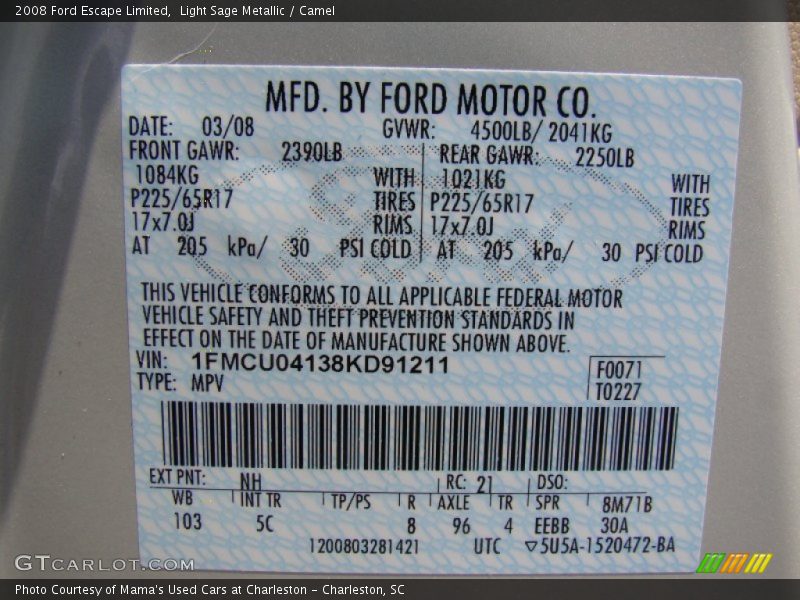 2008 Ford Escape Limited,  Light Sage Metallic / Camel
MFD. BY FORD MOTOR CO.
DATE: 03/08 GVWR: 4500LB/ 2041KG
FRONT GAWR: 2390LB REAR GAWR: 2250LB
1084KG WITH 1021KG WITH
P225/65R17 TIRES P225/65R17 TIRES
17x7.0J RIMS 17x7.0J RIMS
AT 205 kPa/ 30 PSI COLD AT 205 kPa/ 30 PSI COLD
THIS VEHICLE CONFORMS TO ALL APPLICABLE FEDERAL MOTOR
VEHICLE SAFETY AND THEFT PREVENTION STANDARDS IN
EFFECT ON THE DATE OF MANUFACTURE SHOWN ABOVE.
VIN: 1FMCU04138KD91211 F0071
TYPE: MPV T0227
EXT PNT: NH RC: 21 DSO:
WB INT TR TP/PS R AXLE TR SPR 8M71B
103 5C 8 96 4 EEBB 30A
1200803281421 UTC ▽5U5A-1520472-BA
GTCARLOT.COM
Photo Courtesy of Mama's Used Cars at Charleston - Charleston, SC